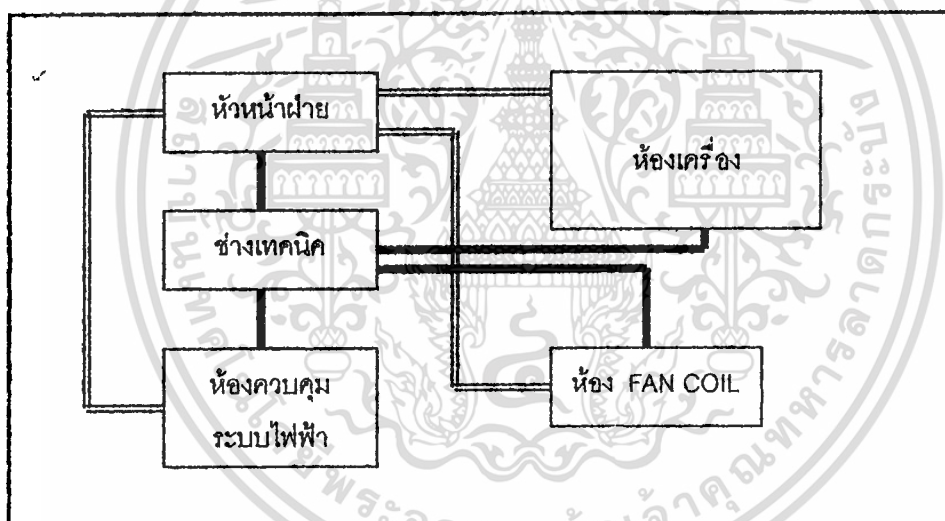 หัวหน้าฝ่าย
ห้องเครื่อง
ช่างเทคนิค
ห้องควบคุม
ระบบไฟฟ้า
ห้อง FAN COIL